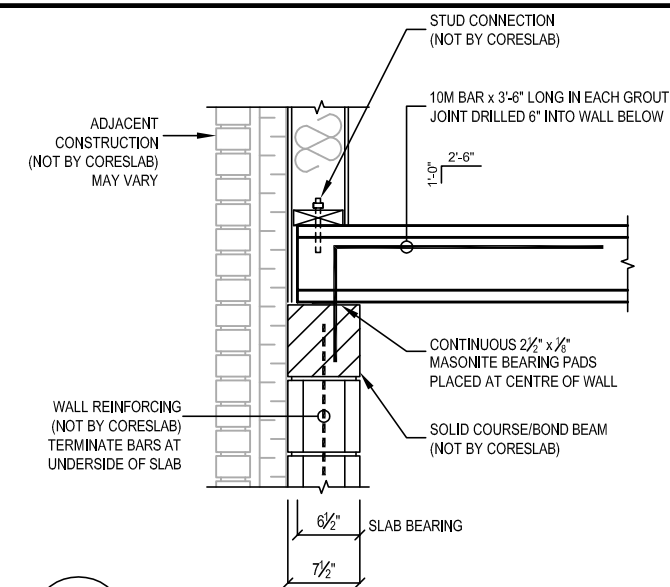 STUD CONNECTION
(NOT BY CORESLAB)
10M BAR x 3'-6" LONG IN EACH GROUT
JOINT DRILLED 6" INTO WALL BELOW
2'-6"
1'-0"
ADJACENT
CONSTRUCTION
(NOT BY CORESLAB)
MAY VARY
CONTINUOUS 2½" x ⅛"
MASONITE BEARING PADS
PLACED AT CENTRE OF WALL
WALL REINFORCING
(NOT BY CORESLAB)
TERMINATE BARS AT
UNDERSIDE OF SLAB
SOLID COURSE/BOND BEAM
(NOT BY CORESLAB)
6½" SLAB BEARING
7½"